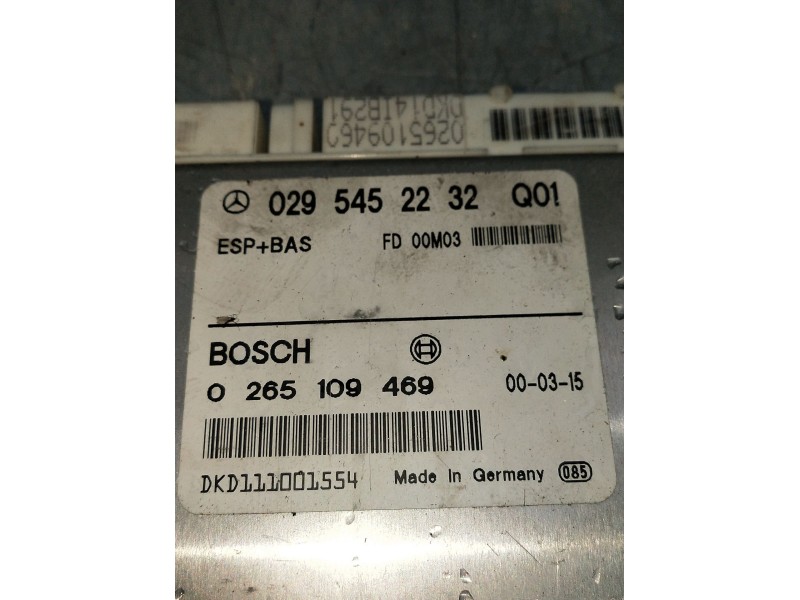 0265109469
DKD14IB291
029 545 22 32 Q01
ESP+BAS FD 00M03
BOSCH
0 265 109 469 00-03-15
DKD111001554 Made In Germany 085